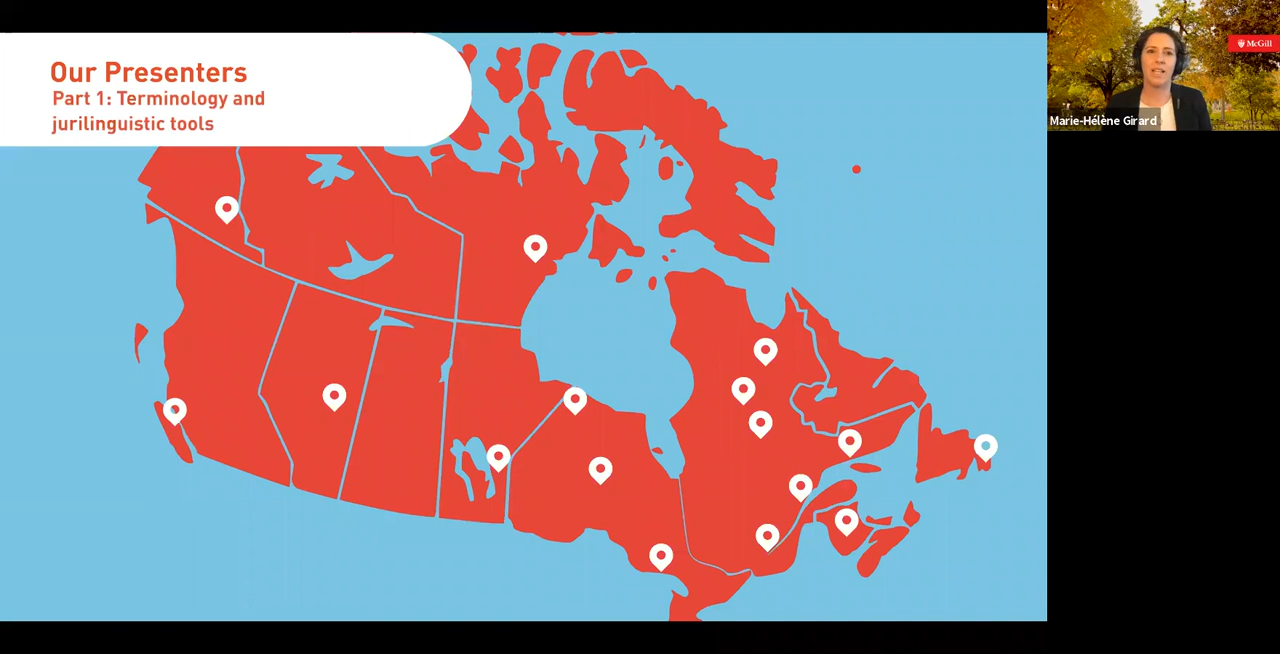 Our Presenters
Part 1: Terminology and
jurilinguistic tools
McGill
Marie-Hélène Girard